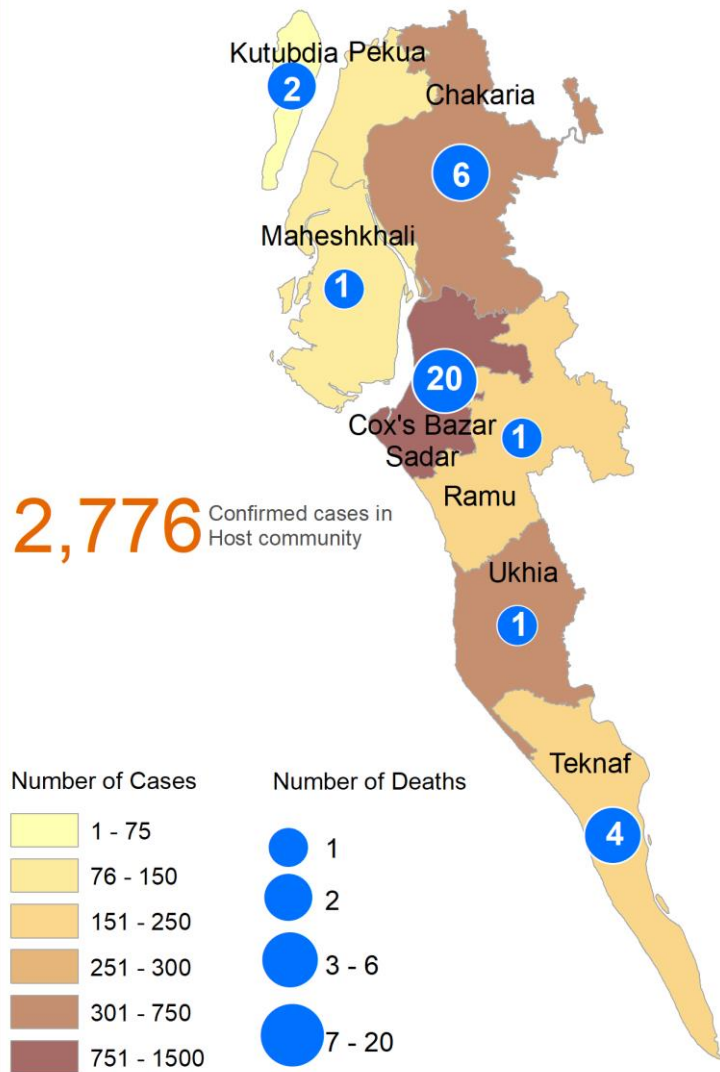 Kutubdia Pekua
2
Chakaria
6
Maheshkhali
1
20
Cox's Bazar
Sadar
1
Ramu
2,776 Confirmed cases in
Host community
Ukhia
1
Teknaf
4
Number of Cases
1 - 75
76 - 150
151 - 250
251 - 300
301 - 750
751 - 1500
Number of Deaths
1
2
3 - 6
7 - 20